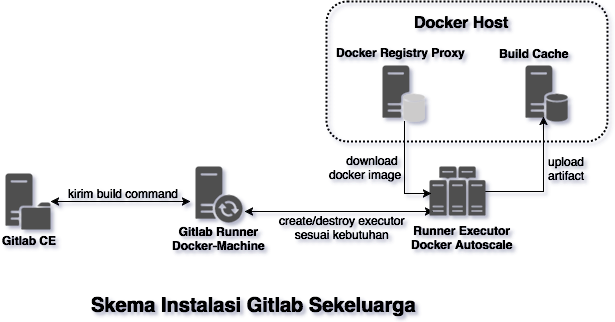 Docker Host
Docker Registry Proxy
Build Cache
download
docker image
upload
artifact
kirim build command
Gitlab CE
Gitlab Runner
Docker-Machine
create/destroy executor
sesuai kebutuhan
Runner Executor
Docker Autoscale
Skema Instalasi Gitlab Sekeluarga